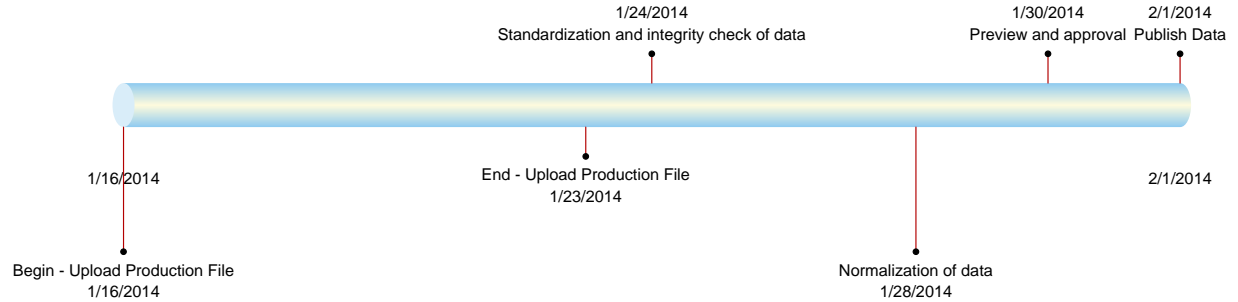 1/24/2014
Standardization and integrity check of data
1/30/2014
Preview and approval
2/1/2014
Publish Data
1/16/2014
End - Upload Production File
1/23/2014
2/1/2014
Begin - Upload Production File
1/16/2014
Normalization of data
1/28/2014